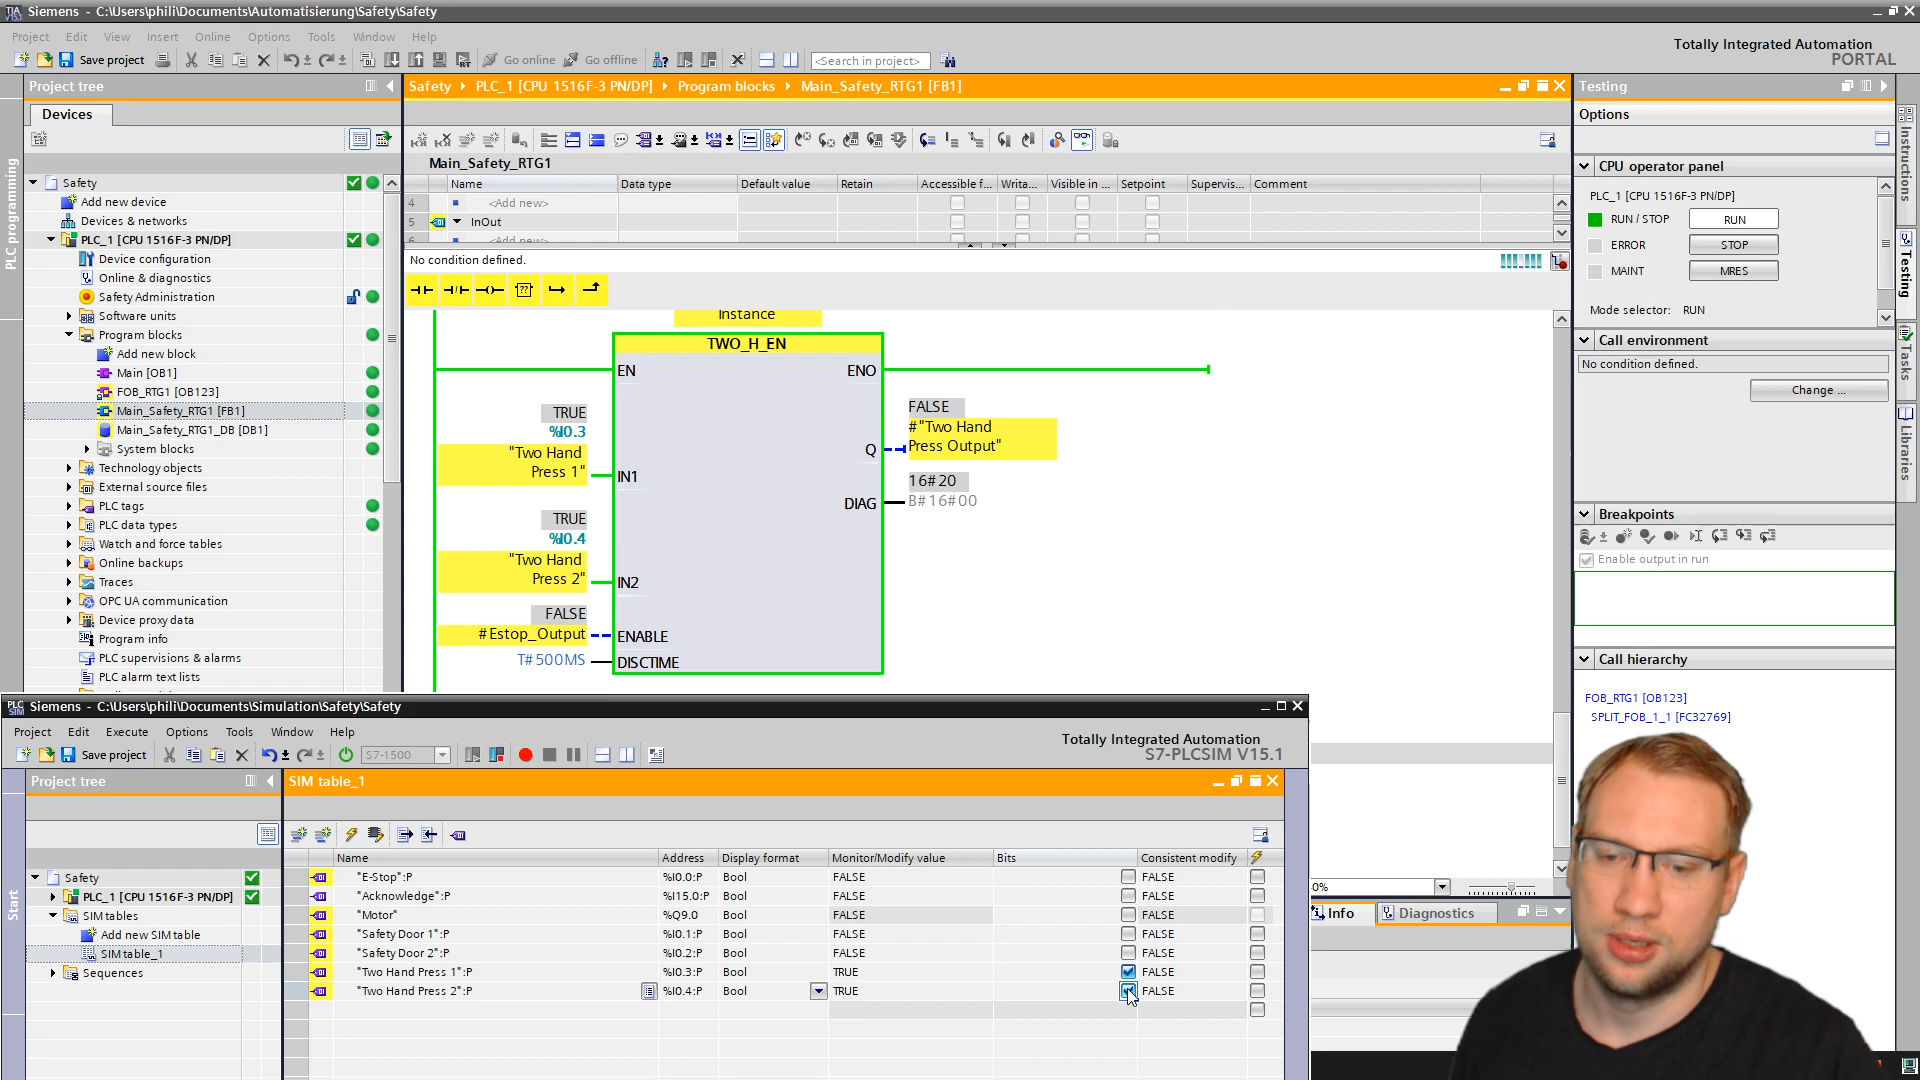 Siemens - C:\Users\phili\Documents\Automatisierung\Safety\Safety
Project Edit View Insert Online Options Tools Window Help
Totally Integrated Automation
PORTAL
Save project
Go online
Go offline
<Search in project>
Project tree
Safety PLC_1 [CPU 1516F-3 PN/DP] Program blocks Main_Safety_RTG1 [FB1]
Testing
Devices
Options
PLC programming
Safety
Add new device
Devices & networks
PLC_1 [CPU 1516F-3 PN/DP]
Device configuration
Online & diagnostics
Safety Administration
Software units
Program blocks
Add new block
Main [OB1]
FOB_RTG1 [OB123]
Main_Safety_RTG1 [FB1]
Main_Safety_RTG1_DB [DB1]
System blocks
Technology objects
External source files
PLC tags
PLC data types
Watch and force tables
Online backups
Traces
OPC UA communication
Device proxy data
Program info
PLC supervisions & alarms
PLC alarm text lists
Main_Safety_RTG1
Name Data type Default value Retain Accessible f... Writa... Visible in ... Setpoint Supervis... Comment
4 <Add new>
5 InOut
6 <Add new>
No condition defined.
Instance
TWO_H_EN
EN ENO
TRUE
%I0.3
"Two Hand
Press 1"
IN1
FALSE
#"Two Hand
Press Output"
Q
16#20
DIAG B#16#00
TRUE
%I0.4
"Two Hand
Press 2"
IN2
FALSE
#Estop_Output ENABLE
T#500MS DISCTIME
CPU operator panel
PLC_1 [CPU 1516F-3 PN/DP]
RUN / STOP RUN
ERROR STOP
MAINT MRES
Mode selector: RUN
Call environment
No condition defined.
Change ...
Breakpoints
Enable output in run
Call hierarchy
FOB_RTG1 [OB123]
SPLIT_FOB_1_1 [FC32769]
Instructions
Testing
Tasks
Libraries
0%
Info
Diagnostics
PLC SIM
Siemens - C:\Users\phili\Documents\Simulation\Safety\Safety
Project Edit Execute Options Tools Window Help
Totally Integrated Automation
S7-PLCSIM V15.1
Save project
S7-1500
Project tree
SIM table_1
Start
Safety
PLC_1 [CPU 1516F-3 PN/DP]
SIM tables
Add new SIM table
SIM table_1
Sequences
Name Address Display format Monitor/Modify value Bits Consistent modify
"E-Stop":P %I0.0:P Bool FALSE FALSE
"Acknowledge":P %I15.0:P Bool FALSE FALSE
"Motor" %Q9.0 Bool FALSE FALSE
"Safety Door 1":P %I0.1:P Bool FALSE FALSE
"Safety Door 2":P %I0.2:P Bool FALSE FALSE
"Two Hand Press 1":P %I0.3:P Bool TRUE FALSE
"Two Hand Press 2":P %I0.4:P Bool TRUE FALSE